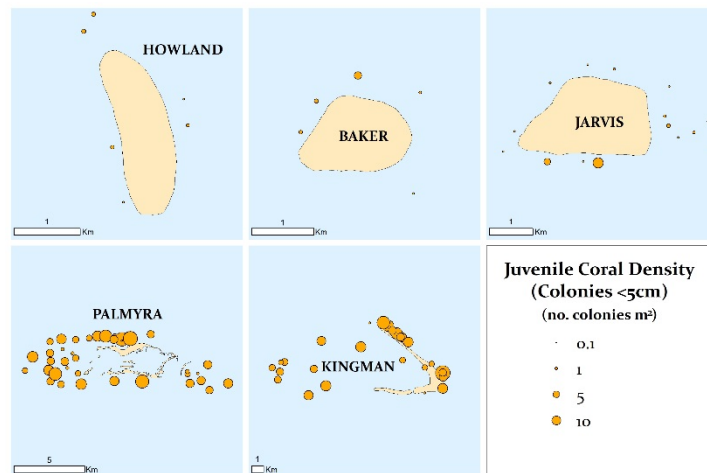 HOWLAND
1
Km
BAKER
1
Km
JARVIS
1
Km
PALMYRA
5
Km
KINGMAN
1
Km
Juvenile Coral Density
(Colonies <5cm)
(no. colonies m²)
0.1
1
5
10